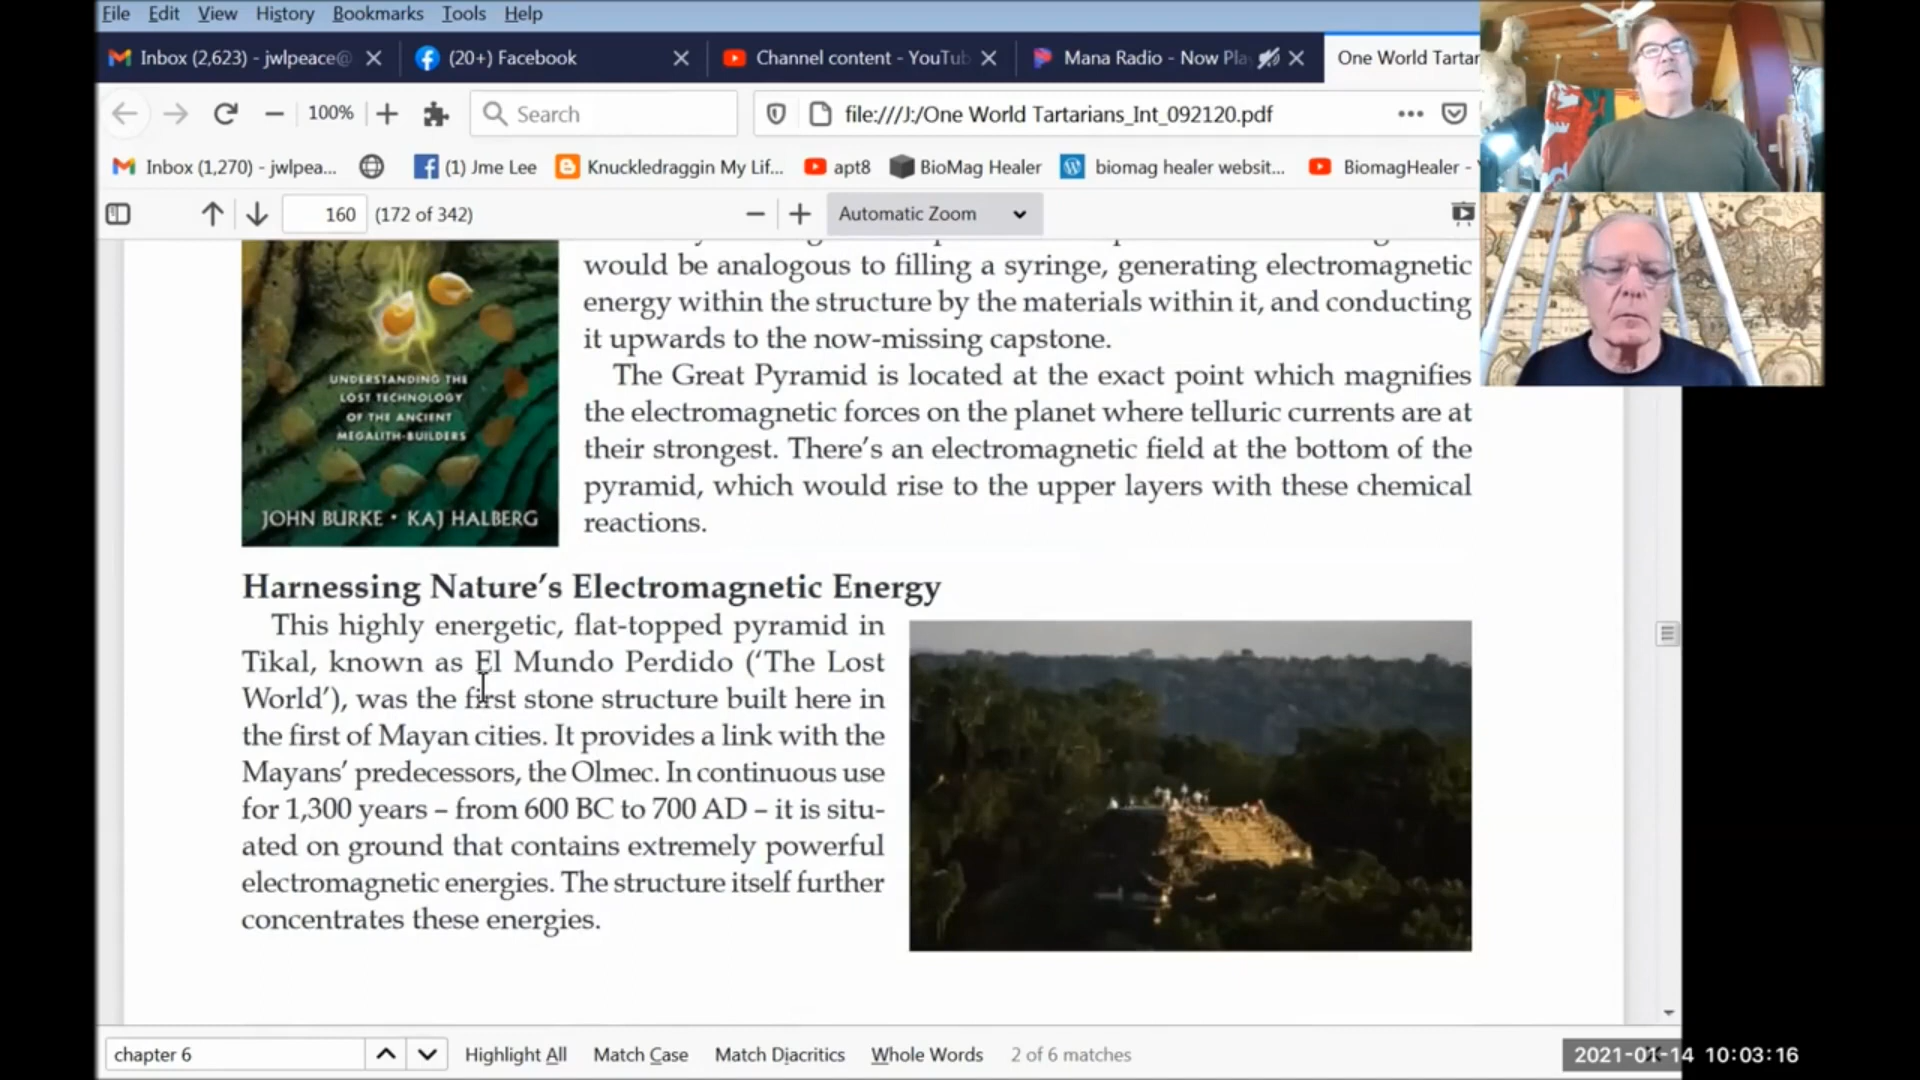 File Edit View History Bookmarks Tools Help
Inbox (2,623) - jwlpeace@
(20+) Facebook
Channel content - YouTub
Mana Radio - Now Pla
One World Tartar
100%
Search
file:///J:/One World Tartarians_Int_092120.pdf
Inbox (1,270) - jwlpea...
(1) Jme Lee
Knuckledraggin My Lif...
apt8
BioMag Healer
biomag healer websit...
BiomagHealer -
160 (172 of 342)
Automatic Zoom
UNDERSTANDING THE
LOST TECHNOLOGY
OF THE ANCIENT
MEGALITH-BUILDERS
JOHN BURKE • KAJ HALBERG
would be analogous to filling a syringe, generating electromagnetic
energy within the structure by the materials within it, and conducting
it upwards to the now-missing capstone.
The Great Pyramid is located at the exact point which magnifies
the electromagnetic forces on the planet where telluric currents are at
their strongest. There's an electromagnetic field at the bottom of the
pyramid, which would rise to the upper layers with these chemical
reactions.
Harnessing Nature's Electromagnetic Energy
This highly energetic, flat-topped pyramid in
Tikal, known as El Mundo Perdido ('The Lost
World'), was the first stone structure built here in
the first of Mayan cities. It provides a link with the
Mayans' predecessors, the Olmec. In continuous use
for 1,300 years – from 600 BC to 700 AD – it is situ-
ated on ground that contains extremely powerful
electromagnetic energies. The structure itself further
concentrates these energies.
chapter 6
Highlight All Match Case Match Diacritics Whole Words 2 of 6 matches
2021-01-14 10:03:16